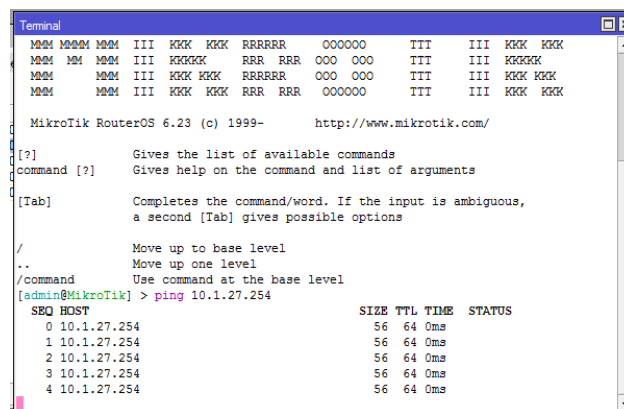 Terminal
MMM MMMM MMM III KKK KKK RRRRRR OOOOOO TTT III KKK KKK
MMM MM MMM III KKKKK RRR RRR OOO OOO TTT III KKKKK
MMM MMM III KKK KKK RRRRRR OOO OOO TTT III KKK KKK
MMM MMM III KKK KKK RRR RRR OOOOOO TTT III KKK KKK
MikroTik RouterOS 6.23 (c) 1999- http://www.mikrotik.com/
[?] Gives the list of available commands
command [?] Gives help on the command and list of arguments
[Tab] Completes the command/word. If the input is ambiguous,
a second [Tab] gives possible options
/ Move up to base level
.. Move up one level
/command Use command at the base level
[admin@MikroTik] > ping 10.1.27.254
SEQ HOST SIZE TTL TIME STATUS
0 10.1.27.254 56 64 0ms
1 10.1.27.254 56 64 0ms
2 10.1.27.254 56 64 0ms
3 10.1.27.254 56 64 0ms
4 10.1.27.254 56 64 0ms